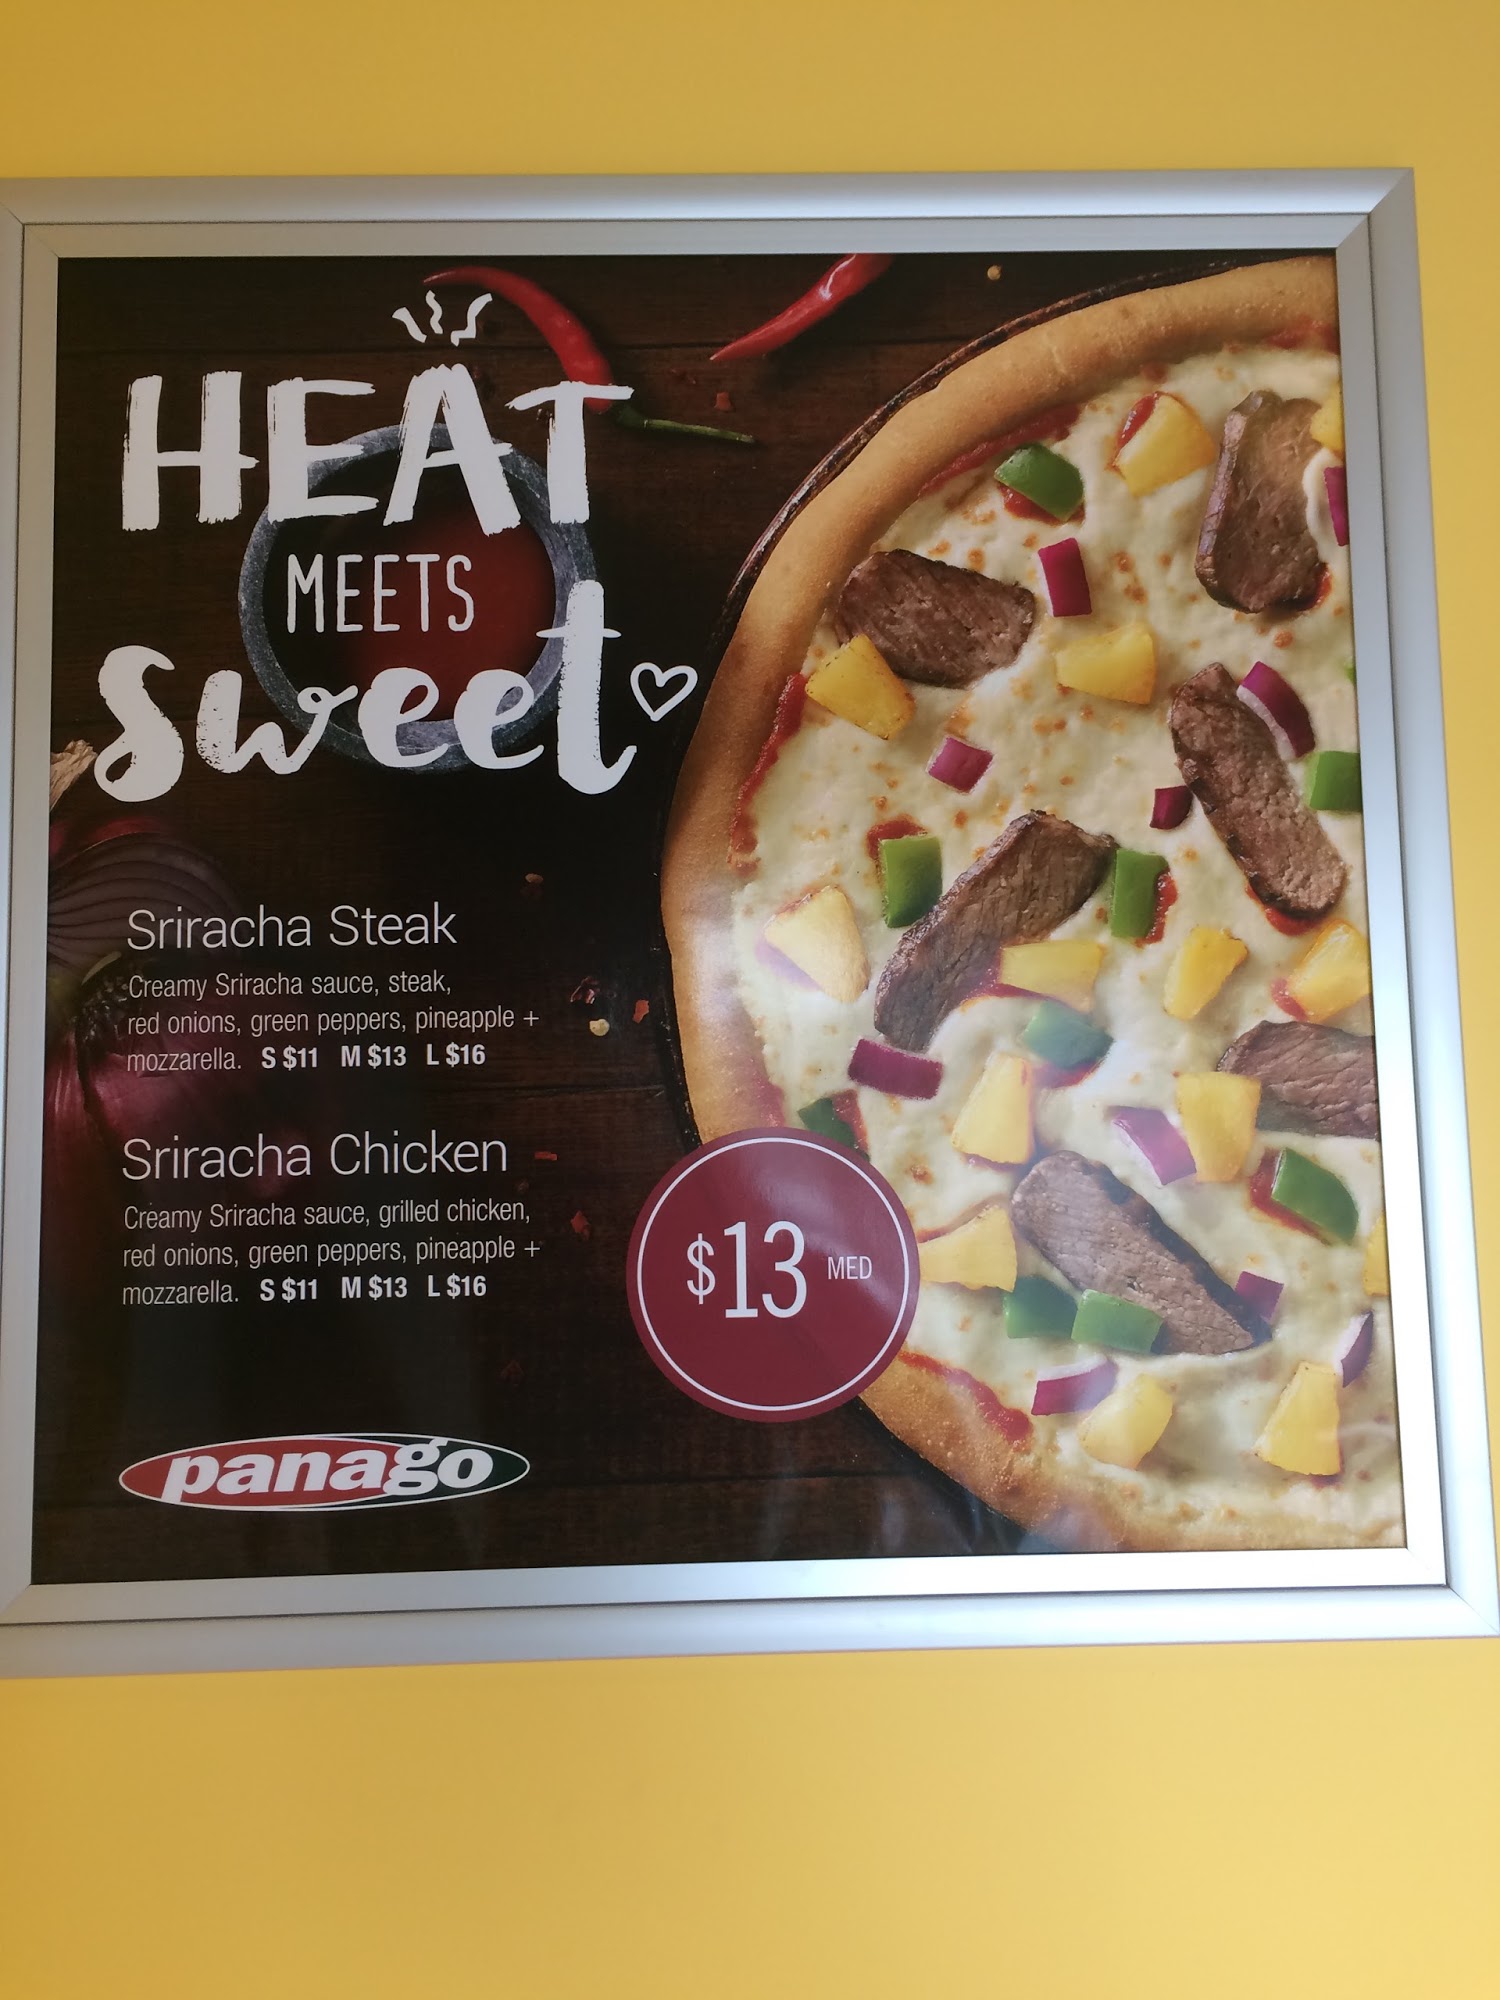 HEAT
MEETS
sweet
Sriracha Steak
Creamy Sriracha sauce, steak,
red onions, green peppers, pineapple +
mozzarella. S $11 M $13 L $16
Sriracha Chicken
Creamy Sriracha sauce, grilled chicken,
red onions, green peppers, pineapple +
mozzarella. S $11 M $13 L $16
$13 MED
panago